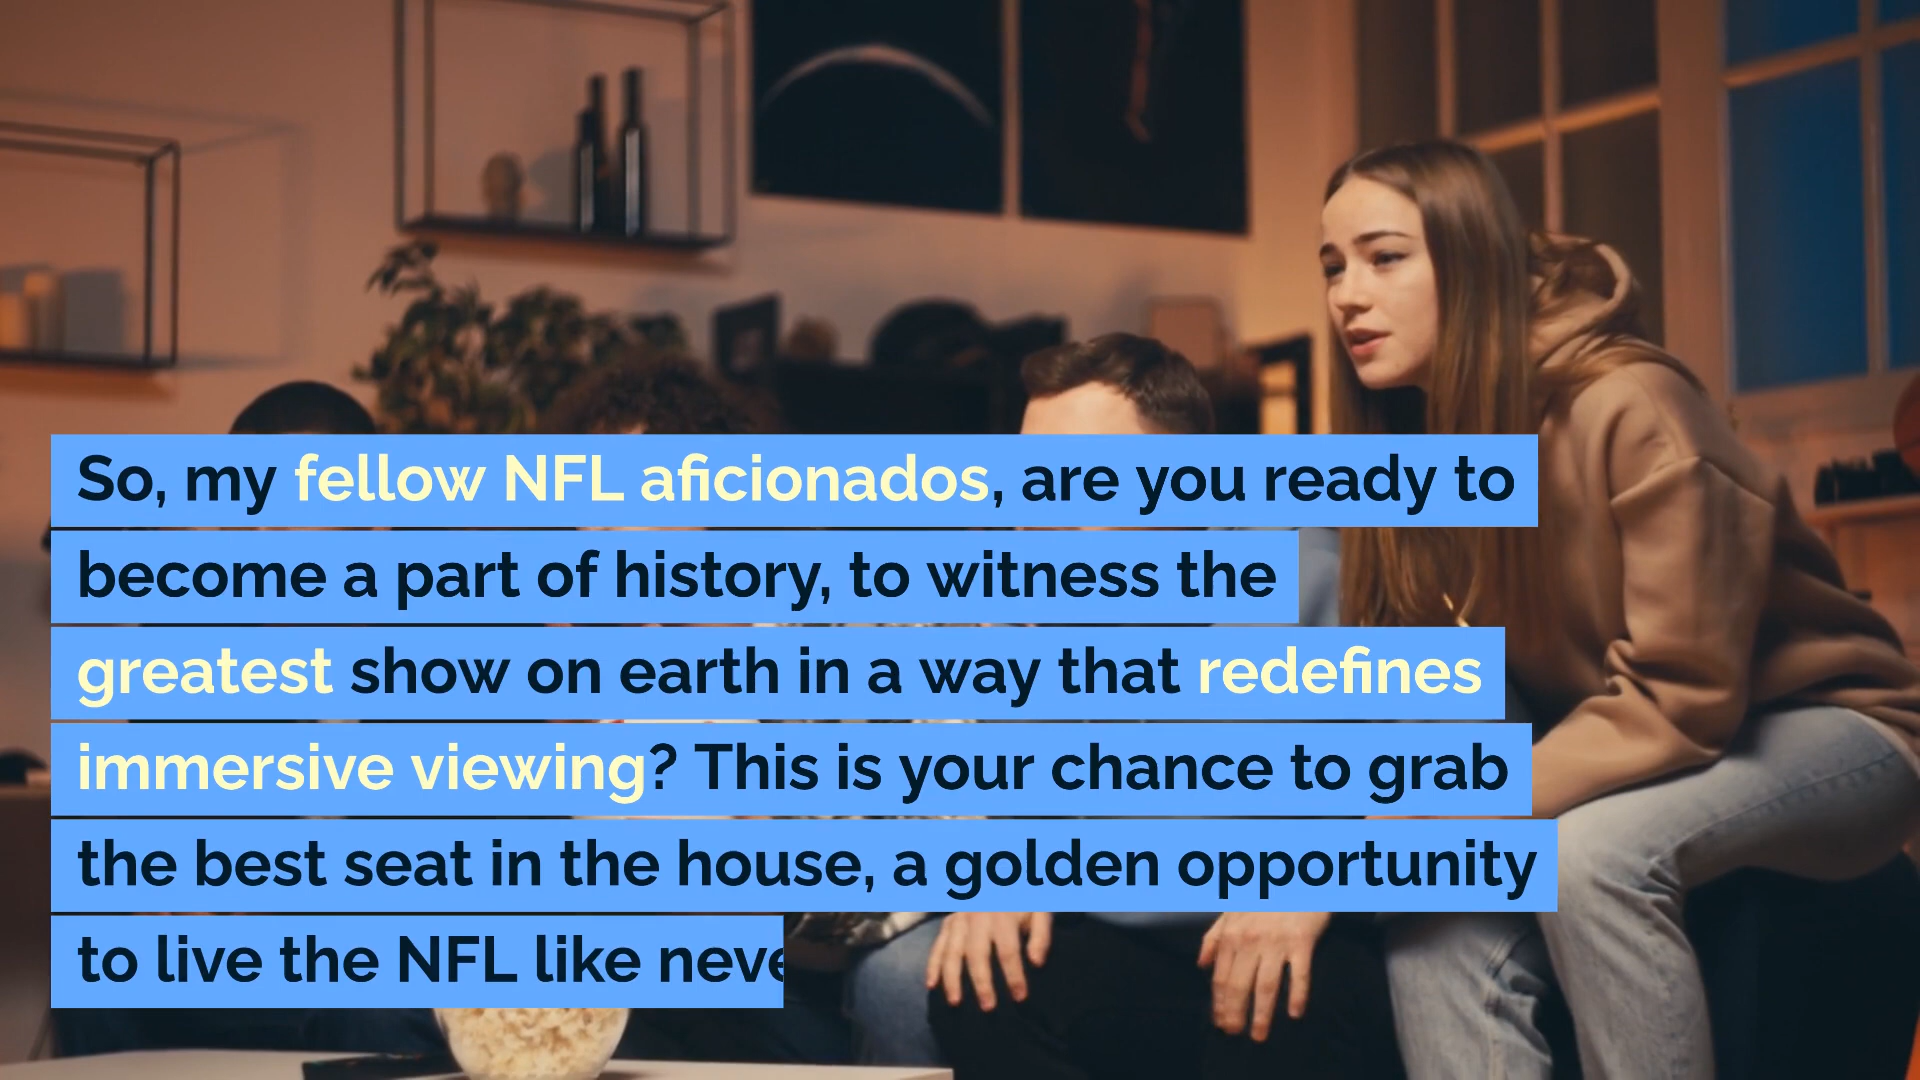 So, my fellow NFL aficionados, are you ready to
become a part of history, to witness the
greatest show on earth in a way that redefines
immersive viewing? This is your chance to grab
the best seat in the house, a golden opportunity
to live the NFL like neve